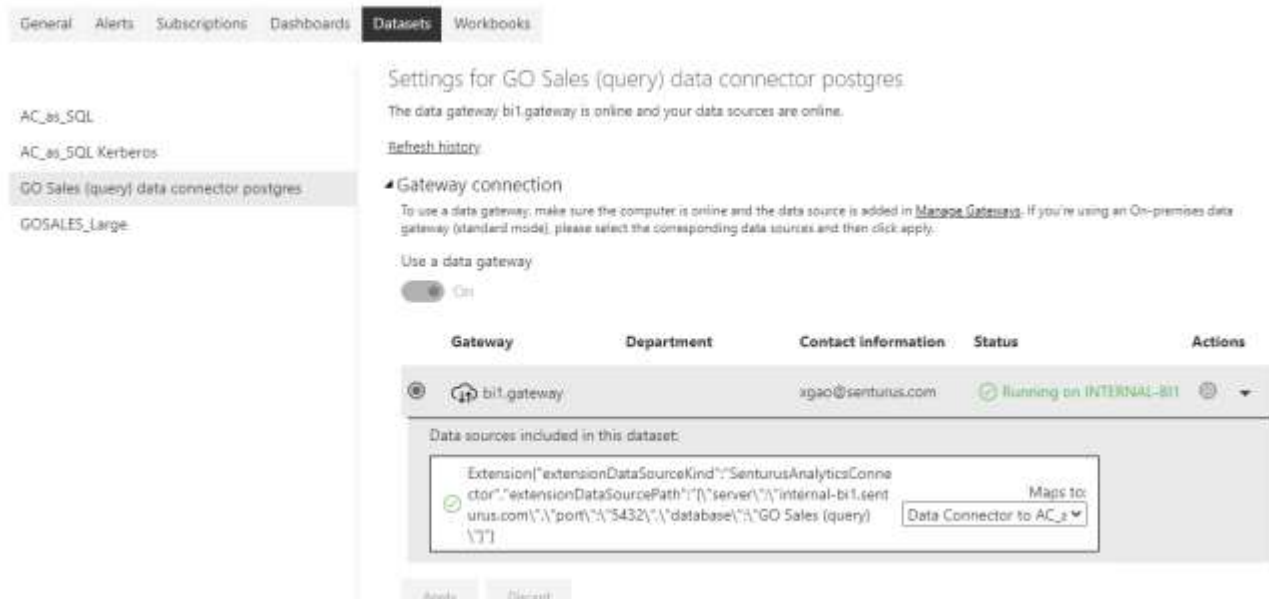 General Alerts Subscriptions Dashboards Datasets Workbooks
AC_as_SQL
AC_as_SQL Kerberos
GO Sales (query) data connector postgres
GOSALES_Large
Settings for GO Sales (query) data connector postgres
The data gateway bi1.gateway is online and your data sources are online.
Refresh history
Gateway connection
To use a data gateway, make sure the computer is online and the data source is added in Manage Gateways. If you're using an On-premises data
gateway (standard mode), please select the corresponding data sources and then click apply.
Use a data gateway
On
Gateway Department Contact information Status Actions
bi1.gateway xgao@senturus.com Running on INTERNAL-BI1
Data sources included in this dataset:
Extension{"extensionDataSourceKind":"SenturusAnalyticsConne
ctor","extensionDataSourcePath":"{\"server\":\"internal-bi1.sent
urus.com\",\"port\":\"5432\",\"database\":\"GO Sales (query)
\"}"}
Maps to:
Data Connector to AC_a
Apply Discard